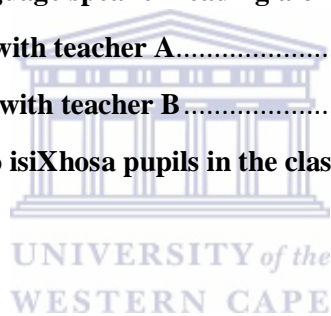 with teacher A....................
with teacher B....................
isiXhosa pupils in the clas
UNIVERSITY of the
WESTERN CAPE